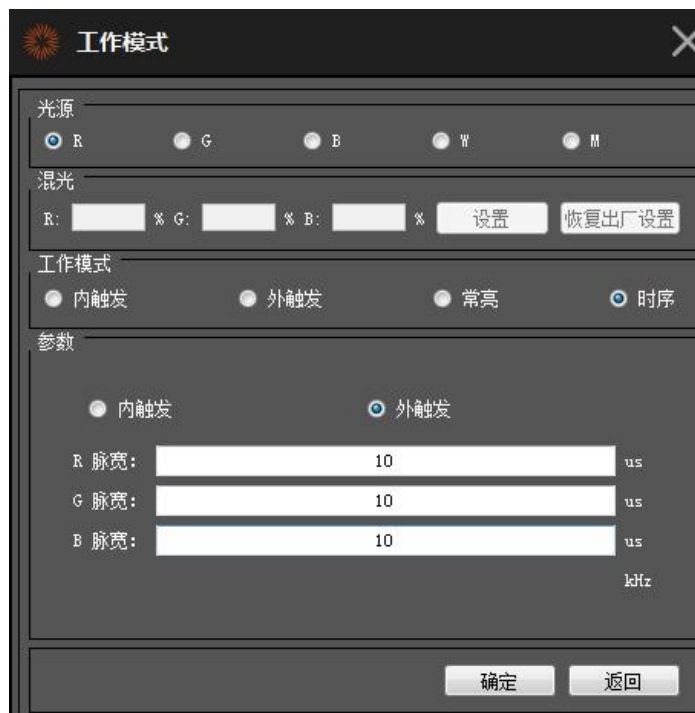 工作模式
光源
R G B W M
混光
R: % G: % B: % 设置 恢复出厂设置
工作模式
内触发 外触发 常亮 时序
参数
内触发 外触发
R 脉宽: 10 us
G 脉宽: 10 us
B 脉宽: 10 us
kHz
确定 返回